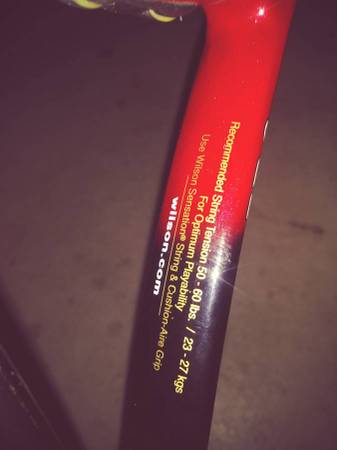 Recommended String Tension 50 - 60 lbs. / 23 - 27 kgs
For Optimum Playability
Use Wilson Sensation® String & Cushion-Aire Grip
wilson.com